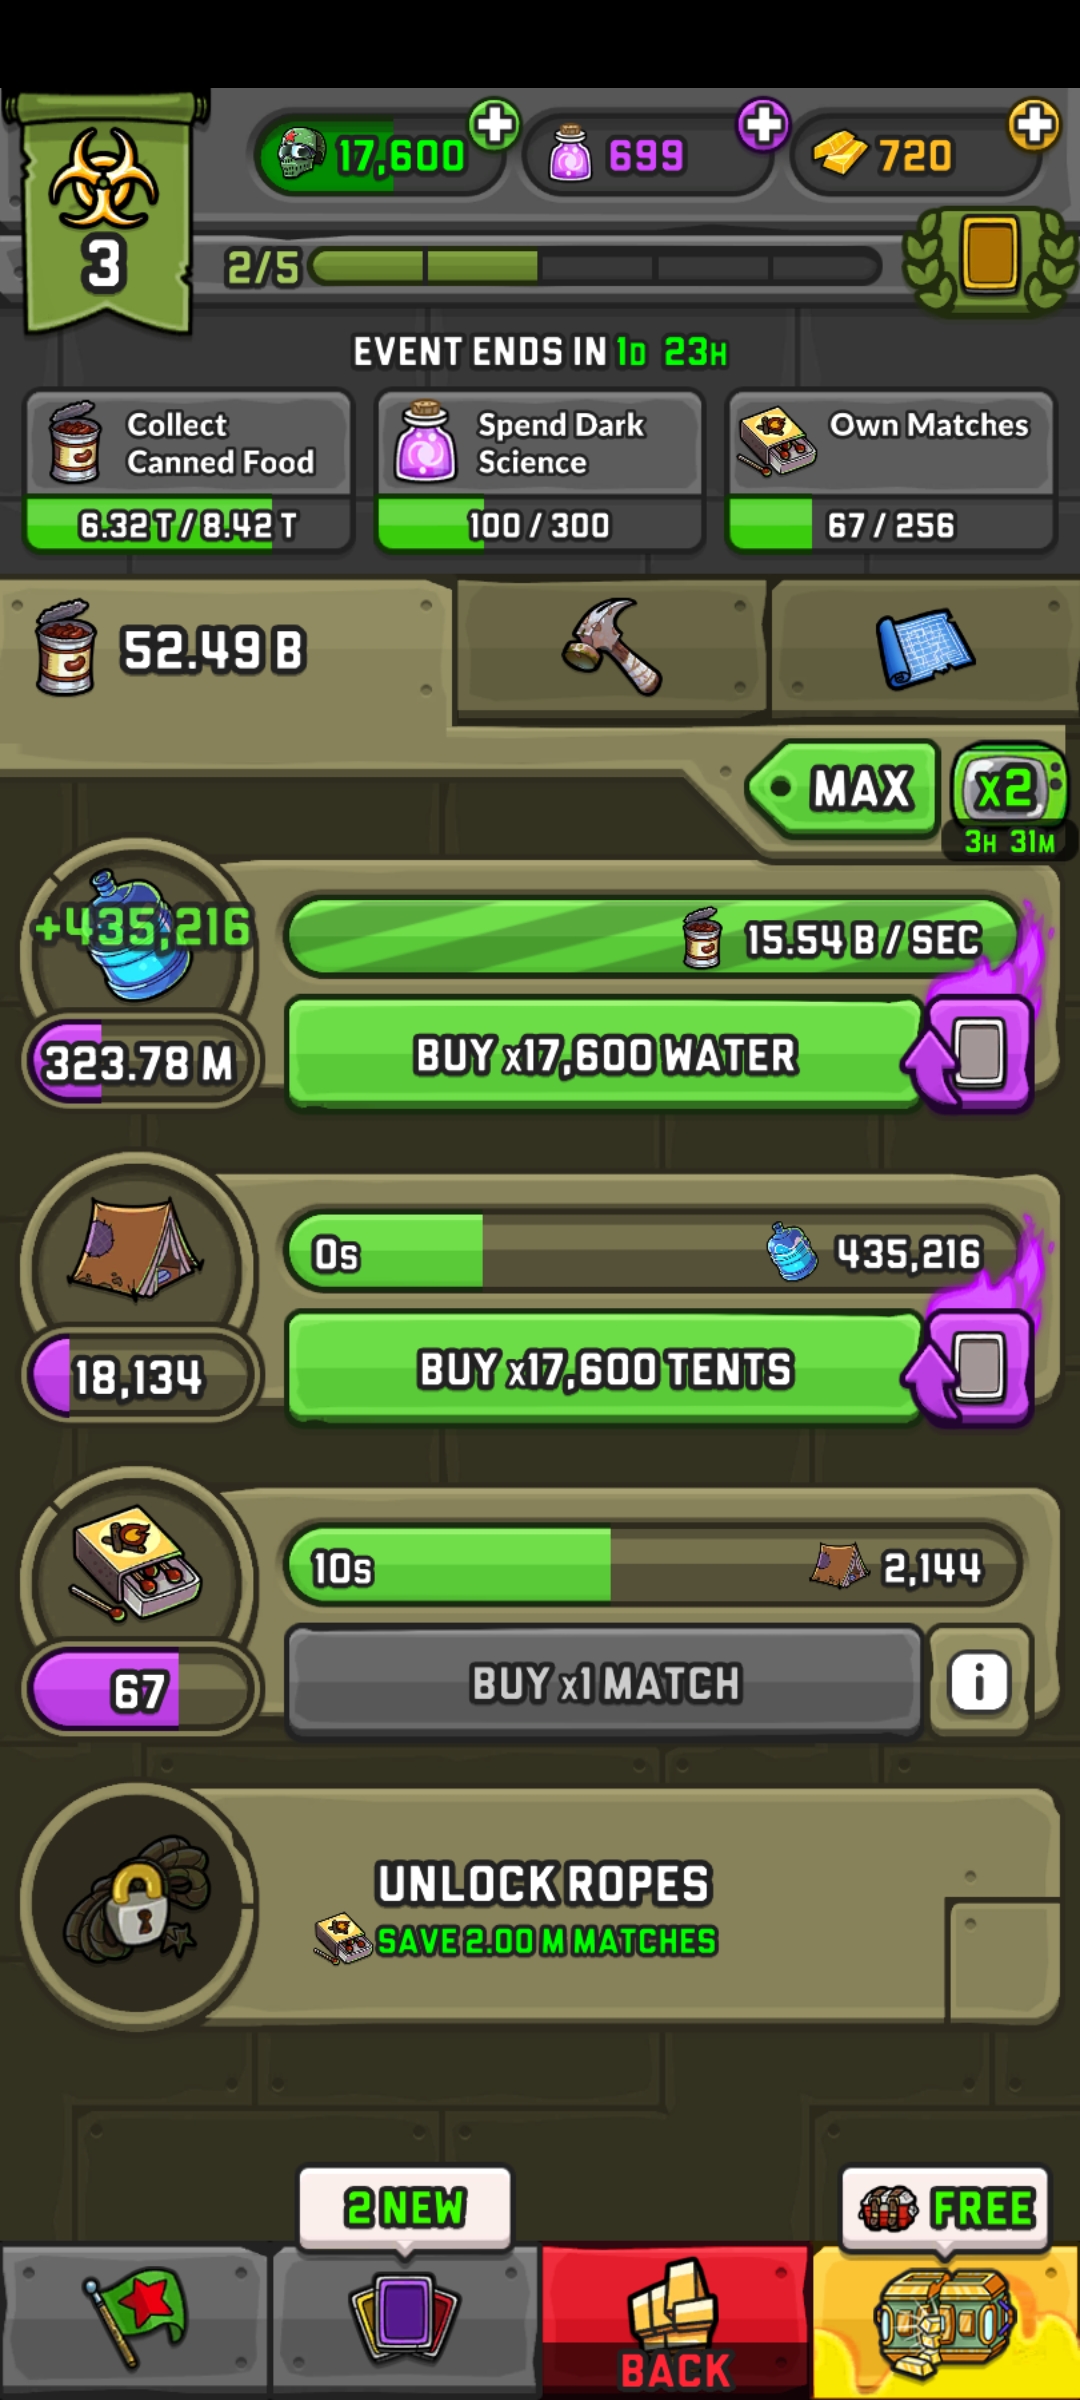 17,600
699
720
3
2/5
EVENT ENDS IN 1D 23H
Collect
Canned Food
6.32 T / 8.42 T
Spend Dark
Science
100 / 300
Own Matches
67 / 256
52.49 B
MAX
x2
3H 31M
+435,216
15.54 B / SEC
323.78 M
BUY x17,600 WATER
0s
435,216
18,134
BUY x17,600 TENTS
10s
2,144
67
BUY x1 MATCH
i
UNLOCK ROPES
SAVE 2.00 M MATCHES
2 NEW
FREE
BACK